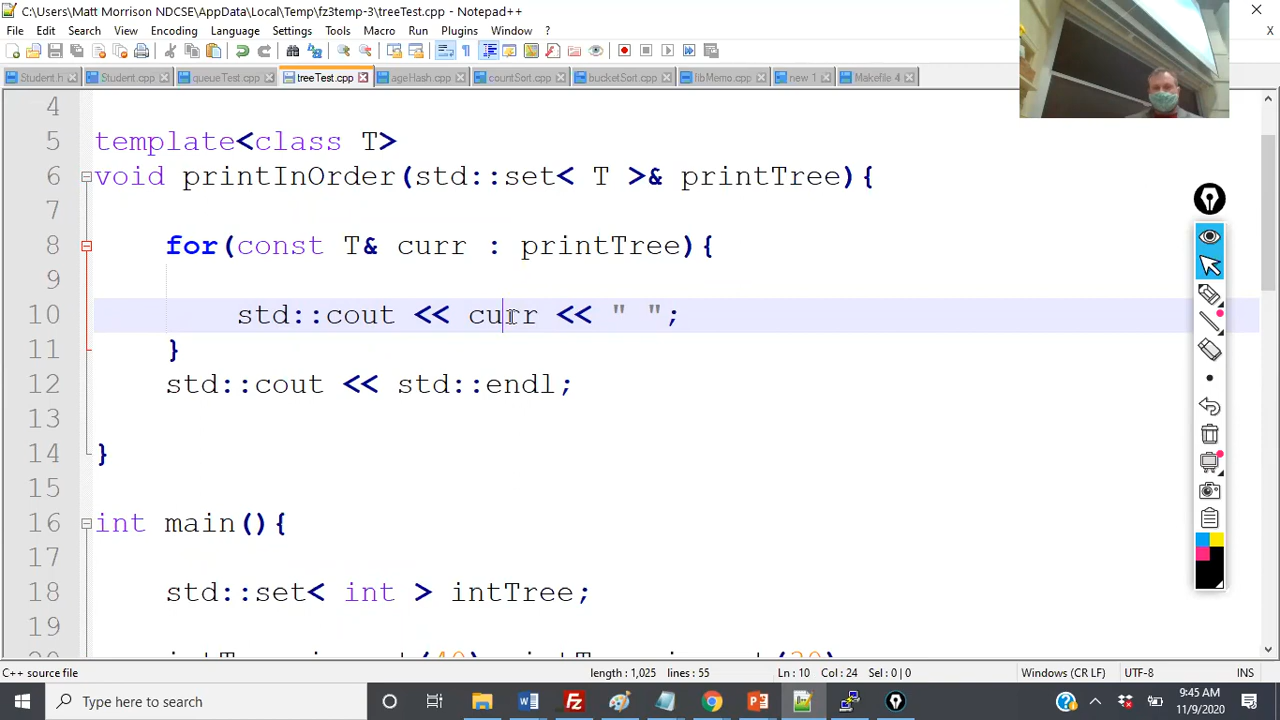 C:\Users\Matt Morrison NDCSE\AppData\Local\Temp\fz3temp-3\treeTest.cpp - Notepad++
File Edit Search View Encoding Language Settings Tools Macro Run Plugins Window ?
X
Student.h Student.cpp queueTest.cpp treeTest.cpp ageHash.cpp countSort.cpp bucketSort.cpp libMemo.cpp new 1 Makefile 4
4
5 template<class T>
6 void printInOrder(std::set< T >& printTree){
7
8 for(const T& curr : printTree){
9
10 std::cout << curr << " ";
11 }
12 std::cout << std::endl;
13
14 }
15
16 int main(){
17
18 std::set< int > intTree;
19
C++ source file length : 1,025 lines : 55 Ln : 10 Col : 24 Sel : 0 | 0 Windows (CR LF) UTF-8 INS
Type here to search
9:45 AM
11/9/2020